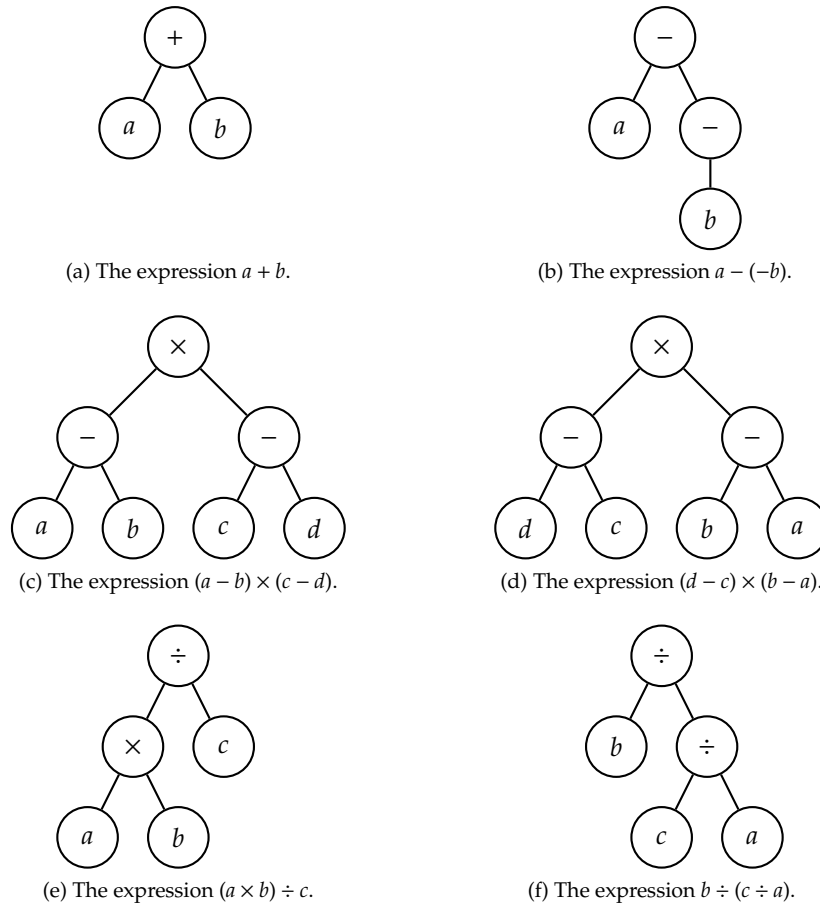 + −
a b a −
b
(a) The expression a + b. (b) The expression a − (−b).
× ×
− − − −
a b c d d c b a
(c) The expression (a − b) × (c − d). (d) The expression (d − c) × (b − a).
÷ ÷
× c b ÷
a b c a
(e) The expression (a × b) ÷ c. (f) The expression b ÷ (c ÷ a).